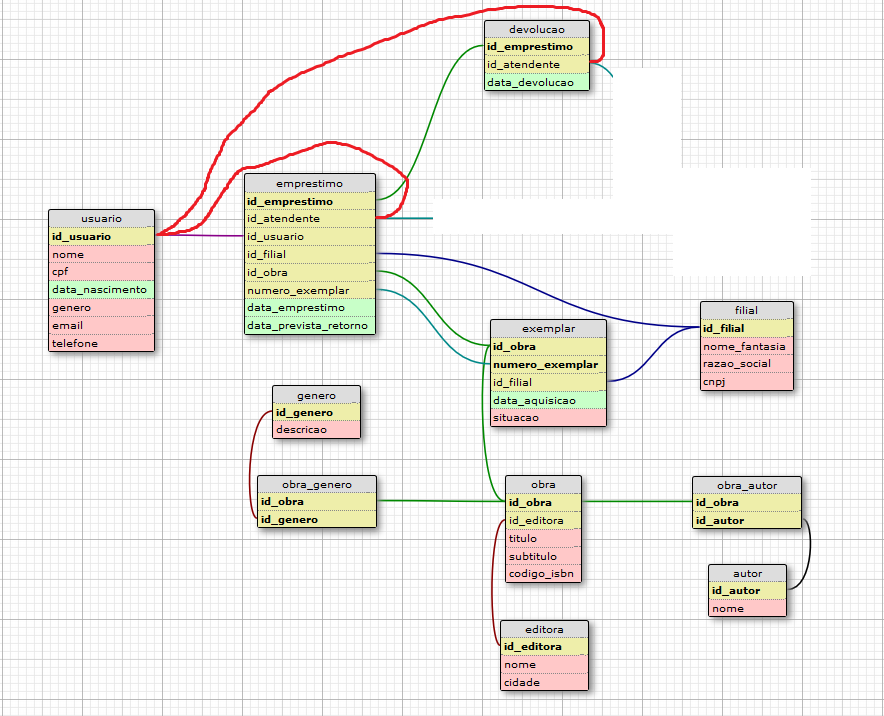 devolucao
id_emprestimo
id_atendente
data_devolucao
emprestimo
id_emprestimo
id_atendente
id_usuario
id_filial
id_obra
numero_exemplar
data_emprestimo
data_prevista_retorno
usuario
id_usuario
nome
cpf
data_nascimento
genero
email
telefone
filial
id_filial
nome_fantasia
razao_social
cnpj
exemplar
id_obra
numero_exemplar
id_filial
data_aquisicao
situacao
genero
id_genero
descricao
obra_genero
id_obra
id_genero
obra
id_obra
id_editora
titulo
subtitulo
codigo_isbn
obra_autor
id_obra
id_autor
autor
id_autor
nome
editora
id_editora
nome
cidade